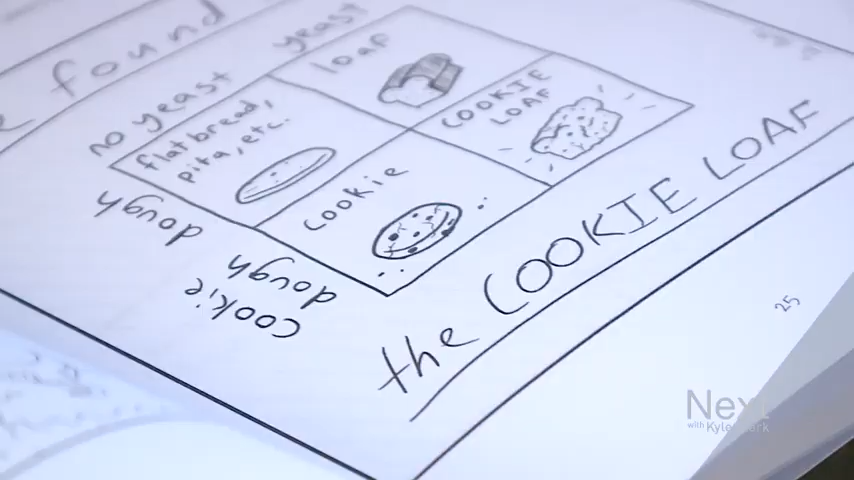 e found
no yeast
yeast
loaf
COOKIE
LOAF
flatbread,
pita, etc.
cookie
dough
cookie
dough
the COOKIE LOAF
25
Next
with Kyle Clark